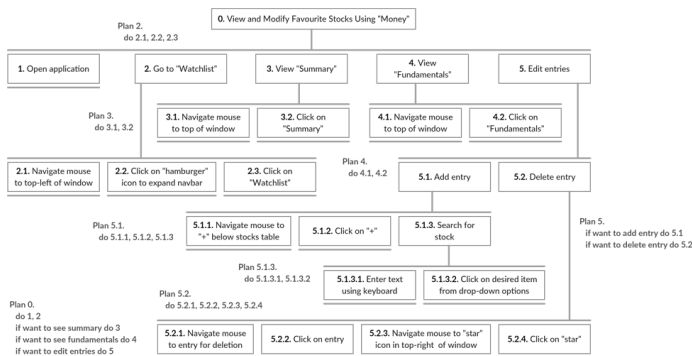 Plan 2.
do 2.1, 2.2, 2.3
0. View and Modify Favourite Stocks Using "Money"
1. Open application
2. Go to "Watchlist"
3. View "Summary"
4. View
"Fundamentals"
5. Edit entries
Plan 3.
do 3.1, 3.2
3.1. Navigate mouse
to top of window
3.2. Click on
"Summary"
4.1. Navigate mouse
to top of window
4.2. Click on
"Fundamentals"
2.1. Navigate mouse
to top-left of window
2.2. Click on "hamburger"
icon to expand navbar
2.3. Click on
"Watchlist"
Plan 4.
do 4.1, 4.2
5.1. Add entry
5.2. Delete entry
Plan 5.1.
do 5.1.1, 5.1.2, 5.1.3
5.1.1. Navigate mouse to
"+" below stocks table
5.1.2. Click on "+"
5.1.3. Search for
stock
Plan 5.
if want to add entry do 5.1
if want to delete entry do 5.2
Plan 5.1.3.
do 5.1.3.1, 5.1.3.2
5.1.3.1. Enter text
using keyboard
5.1.3.2. Click on desired item
from drop-down options
Plan 0.
do 1, 2
if want to see summary do 3
if want to see fundamentals do 4
if want to edit entries do 5
Plan 5.2.
do 5.2.1, 5.2.2, 5.2.3, 5.2.4
5.2.1. Navigate mouse
to entry for deletion
5.2.2. Click on entry
5.2.3. Navigate mouse to "star"
icon in top-right of window
5.2.4. Click on "star"